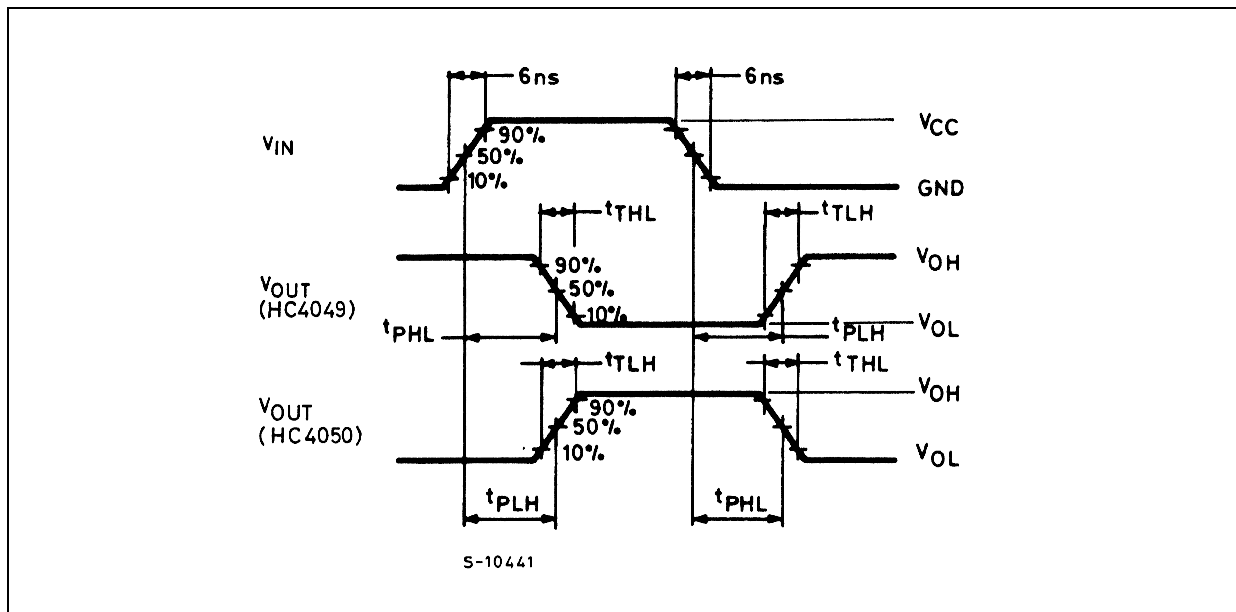 6ns 6ns
VIN 90% VCC
50%
10% GND
tTHL tTLH
90% VOH
VOUT 50%
(HC4049) 10% VOL
tPHL tPLH
tTLH tTHL
90% VOH
VOUT 50%
(HC4050) 10% VOL
tPLH tPHL
S-10441